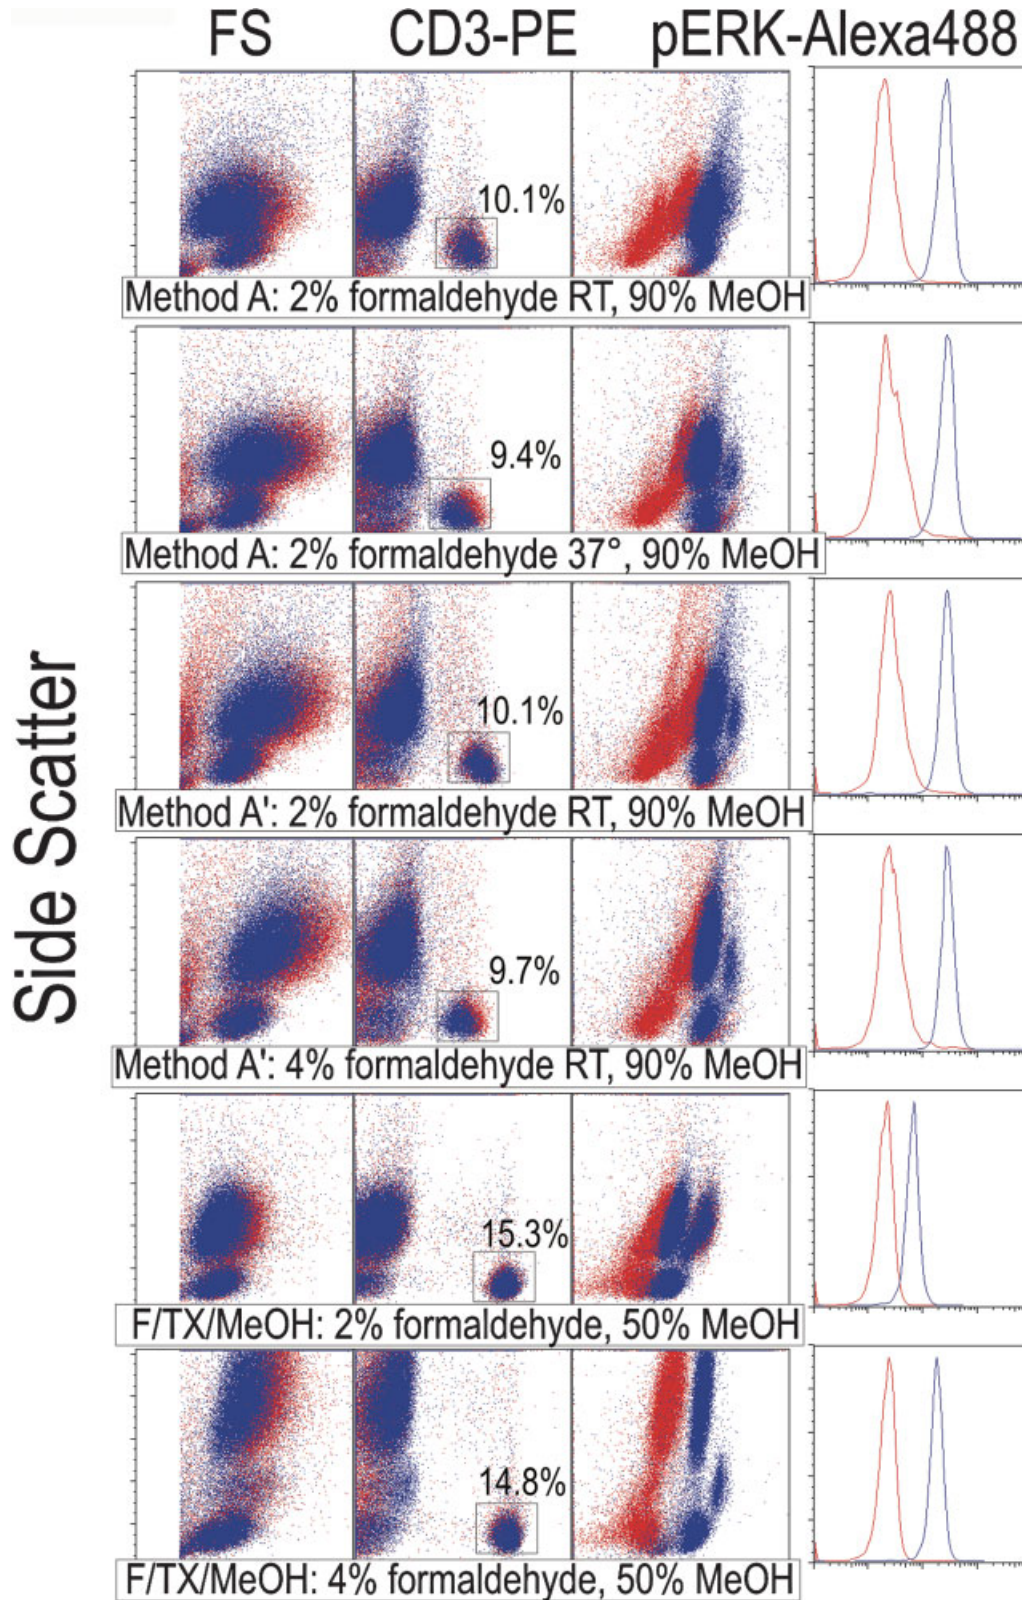 FS CD3-PE pERK-Alexa488
Side Scatter
10.1%
Method A: 2% formaldehyde RT, 90% MeOH
9.4%
Method A: 2% formaldehyde 37°, 90% MeOH
10.1%
Method A': 2% formaldehyde RT, 90% MeOH
9.7%
Method A': 4% formaldehyde RT, 90% MeOH
15.3%
F/TX/MeOH: 2% formaldehyde, 50% MeOH
14.8%
F/TX/MeOH: 4% formaldehyde, 50% MeOH